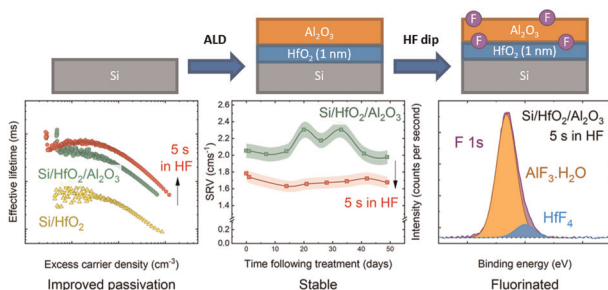 ALD
HF dip
Si
Al₂O₃
HfO₂ (1 nm)
Si
F
F
F
F
Al₂O₃
HfO₂ (1 nm)
Si
Effective lifetime (ms)
5 s
in HF
Si/HfO₂/Al₂O₃
Si/HfO₂
Excess carrier density (cm⁻³)
Improved passivation
SRV (cms⁻¹)
2.4
2.2
2.0
1.8
1.6
0.2
0.0
Si/HfO₂/Al₂O₃
5 s in HF
0 10 20 30 40 50
Time following treatment (days)
Stable
Intensity (counts per second)
Si/HfO₂/Al₂O₃
5 s in HF
F 1s
AlF₃.H₂O
HfF₄
Binding energy (eV)
Fluorinated